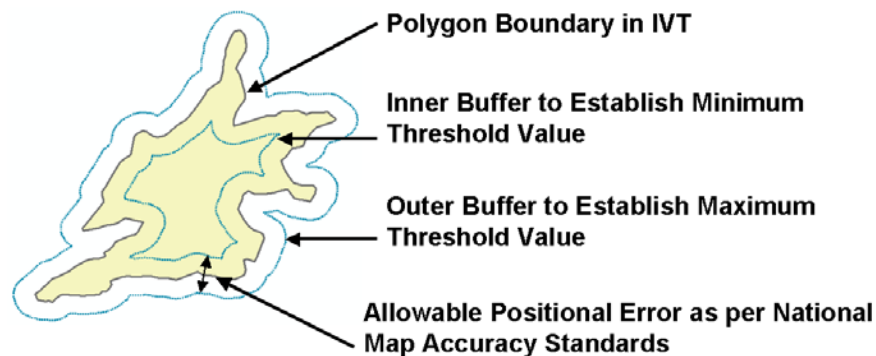 Polygon Boundary in IVT
Inner Buffer to Establish Minimum
Threshold Value
Outer Buffer to Establish Maximum
Threshold Value
Allowable Positional Error as per National
Map Accuracy Standards